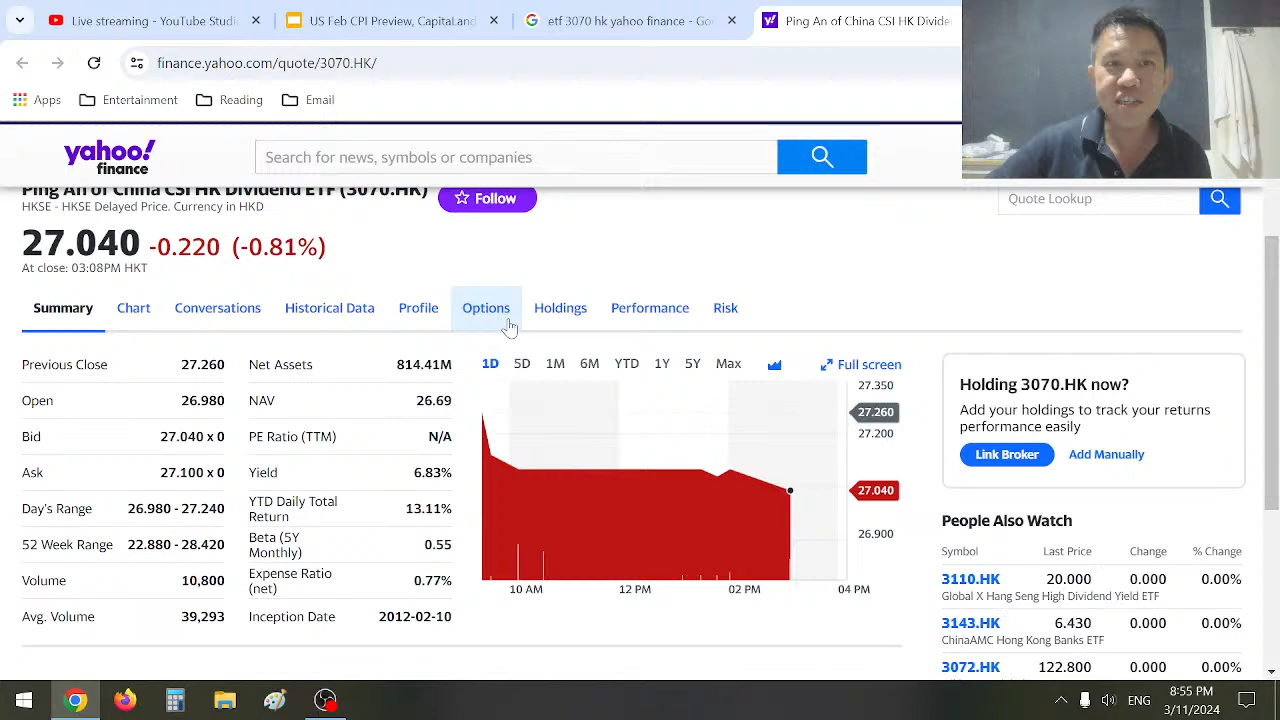 YouTube - YouTube Live Studi
US Feb CPI Preview, Capitand
etf 3070 hk yahoo finance - Go
Ping An of China CSI HK Divide
finance.yahoo.com/quote/3070.HK/
Apps
Entertainment
Reading
Email
yahoo!
finance
Search for news, symbols or companies
Ping An of China CSI HK Dividend ETF (3070.HK)
HKSE - HKSE Delayed Price. Currency in HKD
Follow
Quote Lookup
27.040 -0.220 (-0.81%)
At close: 03:08PM HKT
Summary Chart Conversations Historical Data Profile Options Holdings Performance Risk
Previous Close 27.260
Open 26.980
Bid 27.040 x 0
Ask 27.100 x 0
Day's Range 26.980 - 27.240
52 Week Range 22.880 - 28.420
Volume 10,800
Avg. Volume 39,293
Net Assets 814.41M
NAV 26.69
PE Ratio (TTM) N/A
Yield 6.83%
YTD Daily Total
Return 13.11%
Beta (5Y
Monthly) 0.55
Expense Ratio
(net) 0.77%
Inception Date 2012-02-10
1D 5D 1M 6M YTD 1Y 5Y Max
Full screen
27.350
27.260
27.200
27.040
26.900
10 AM 12 PM 02 PM 04 PM
Holding 3070.HK now?
Add your holdings to track your returns
performance easily
Link Broker
Add Manually
People Also Watch
Symbol Last Price Change % Change
3110.HK 20.000 0.000 0.00%
Global X Hang Seng High Dividend Yield ETF
3143.HK 6.430 0.000 0.00%
ChinaAMC Hong Kong Banks ETF
3072.HK 122.800 0.000 0.00%
ENG
8:55 PM
3/11/2024